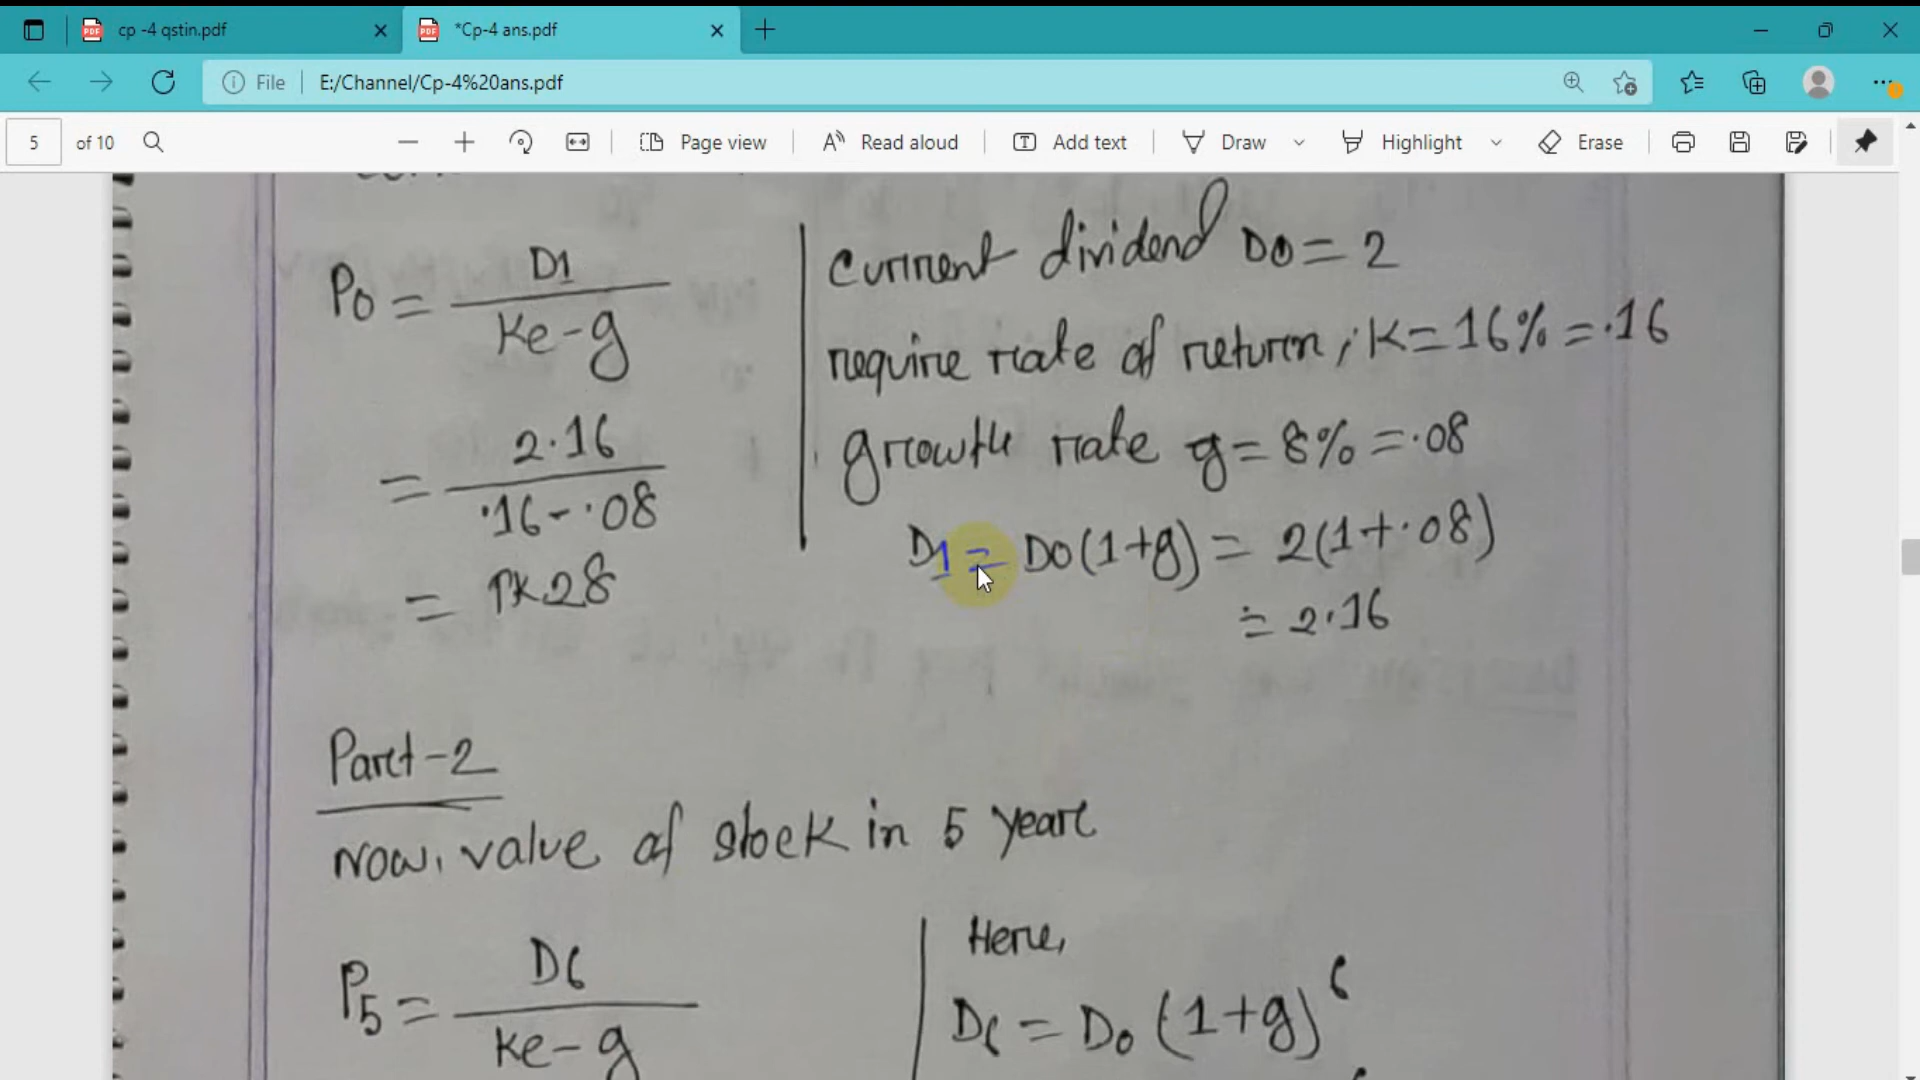 cp -4 qstin.pdf
*Cp-4 ans.pdf
File
E:/Channel/Cp-4%20ans.pdf
5 of 10
Page view
Read aloud
Add text
Draw
Highlight
Erase
P0 = D1
Ke-g
= 2.16
.16-.08
= TK28
current dividend D0 = 2
require rate of return, K=16% = .16
growth rate g = 8% = .08
D1 = D0(1+g) = 2(1+.08)
= 2.16
Part-2
Now, value of stock in 5 year
P5 = D6
Ke-g
Here,
D6 = D0 (1+g)6